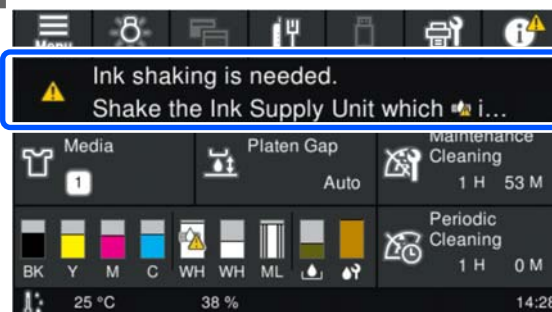 Menu
Ink shaking is needed.
Shake the Ink Supply Unit which i...
Media
1
Platen Gap
Auto
Maintenance
Cleaning
1 H 53 M
Periodic
Cleaning
1 H 0 M
BK Y M C WH WH ML
25 °C 38 % 14:28